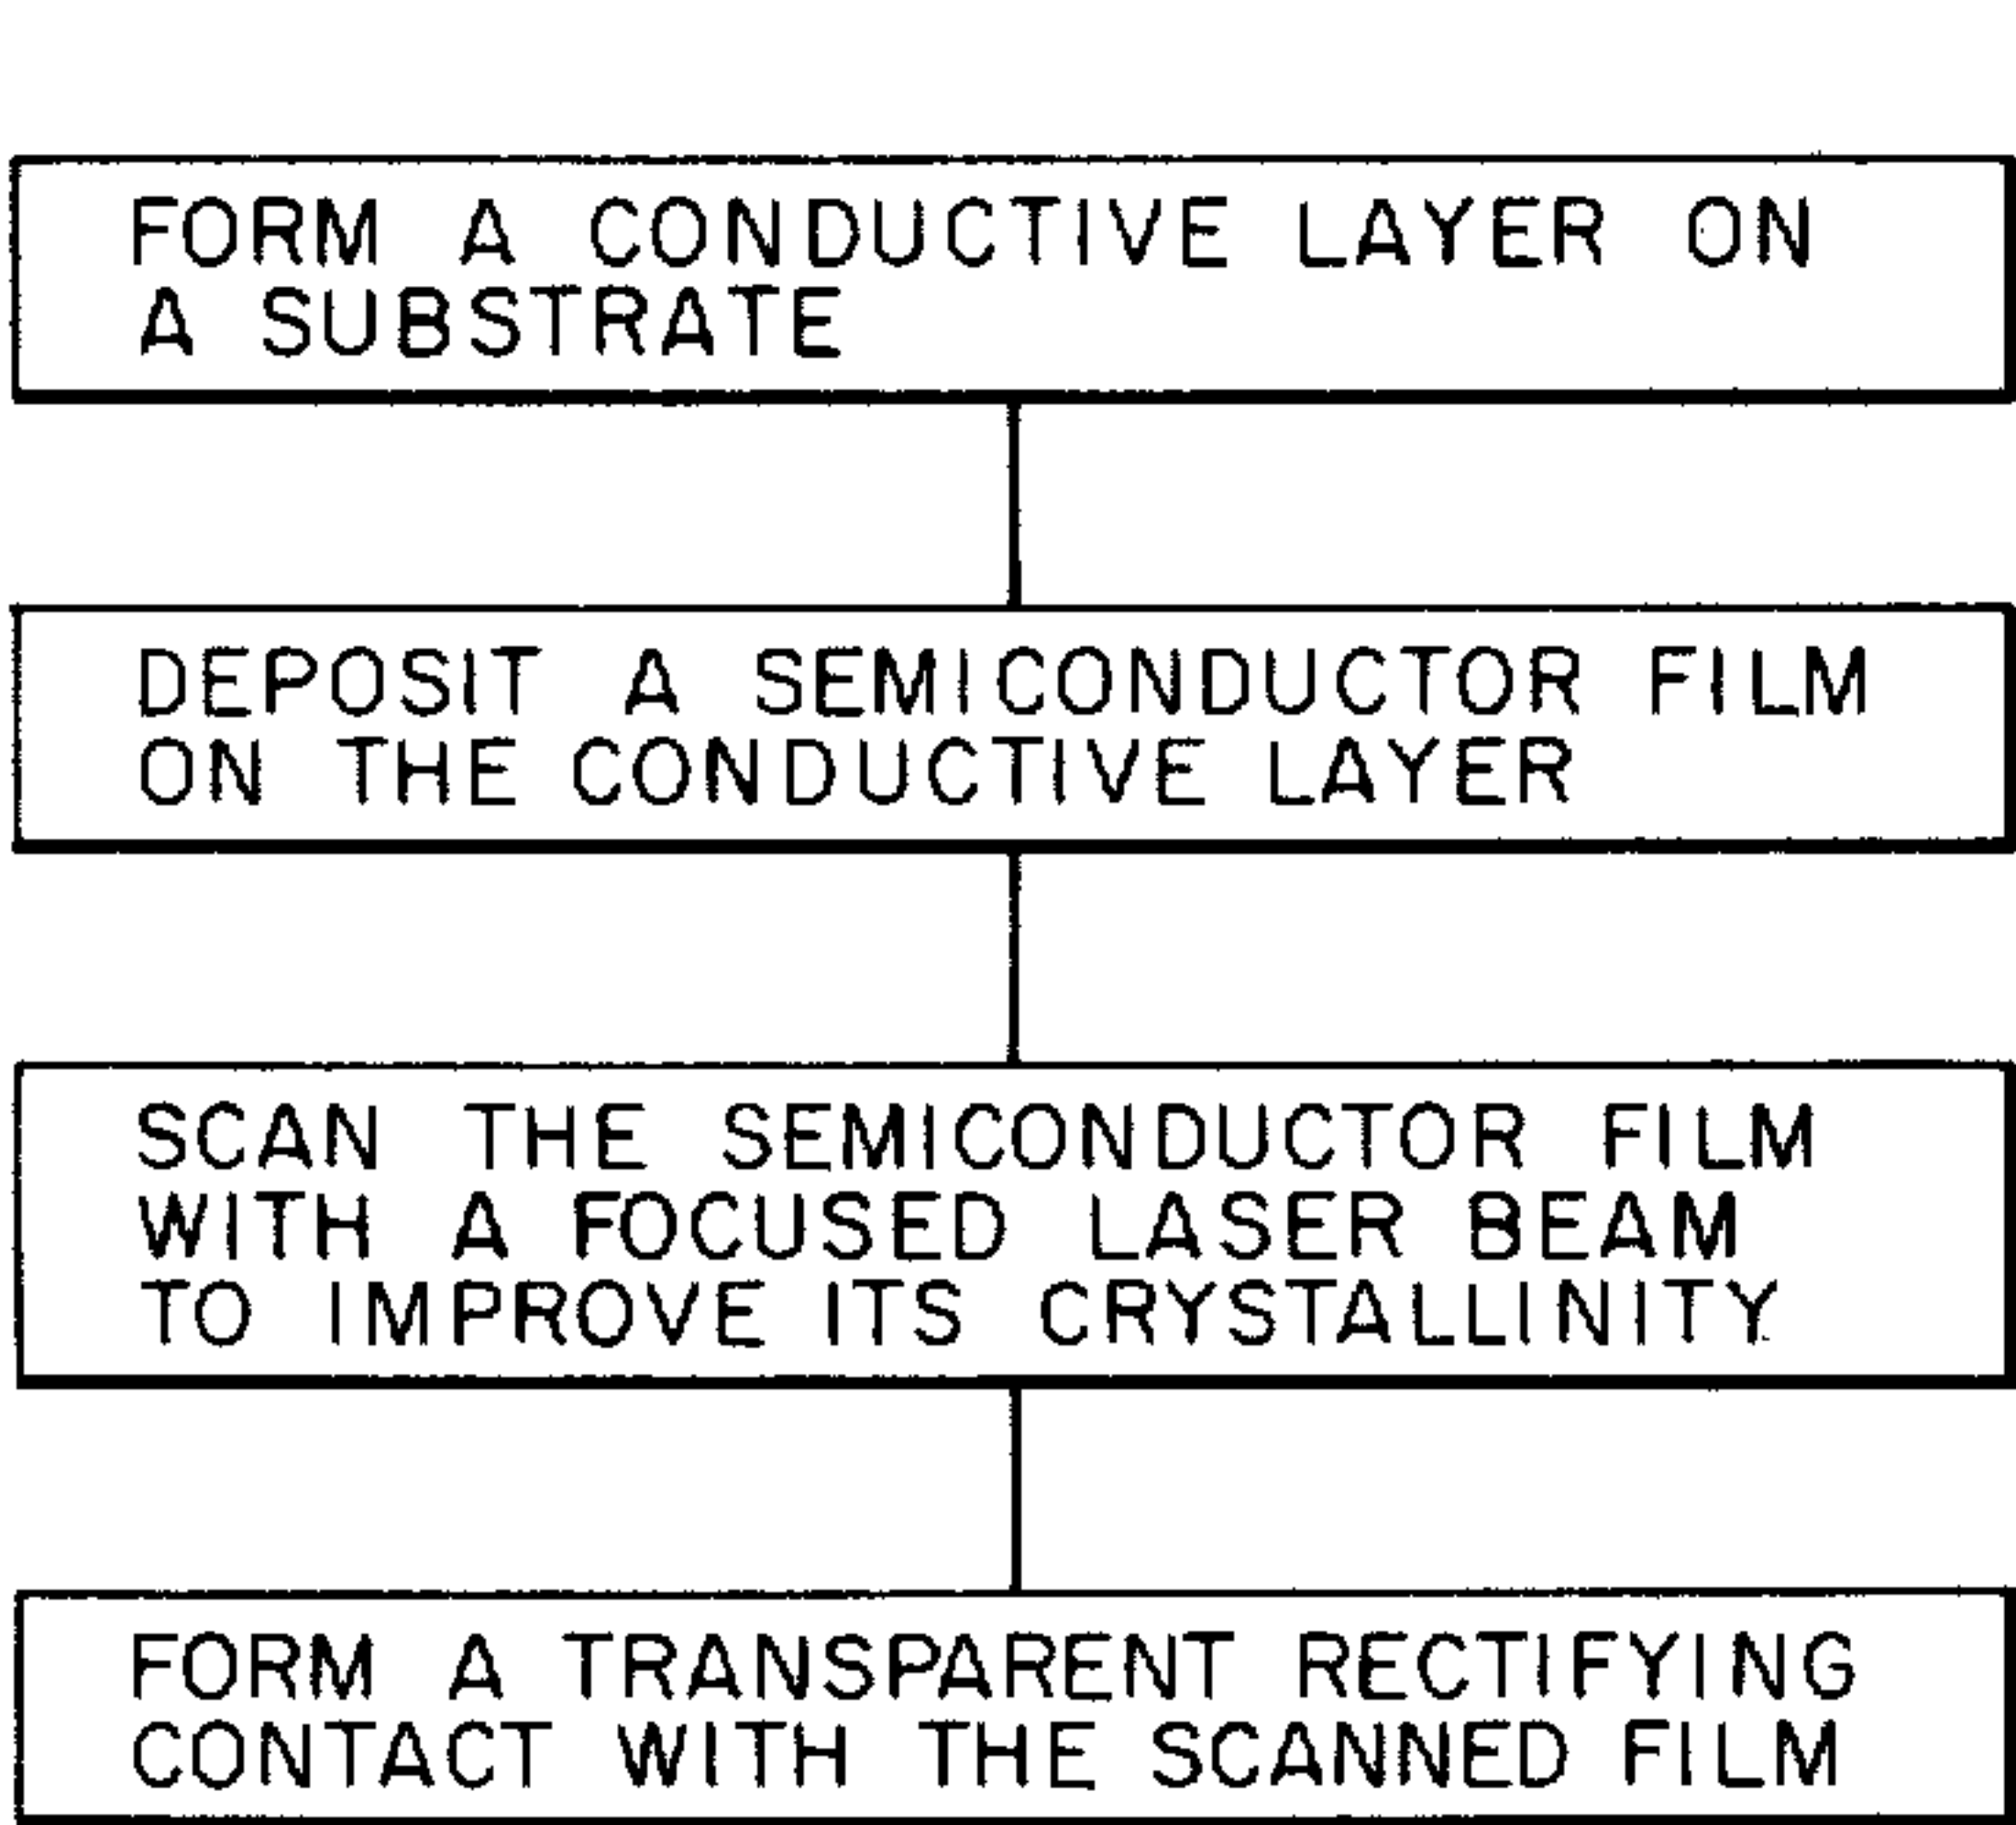 FORM A CONDUCTIVE LAYER ON
A SUBSTRATE
DEPOSIT A SEMICONDUCTOR FILM
ON THE CONDUCTIVE LAYER
SCAN THE SEMICONDUCTOR FILM
WITH A FOCUSED LASER BEAM
TO IMPROVE ITS CRYSTALLINITY
FORM A TRANSPARENT RECTIFYING
CONTACT WITH THE SCANNED FILM